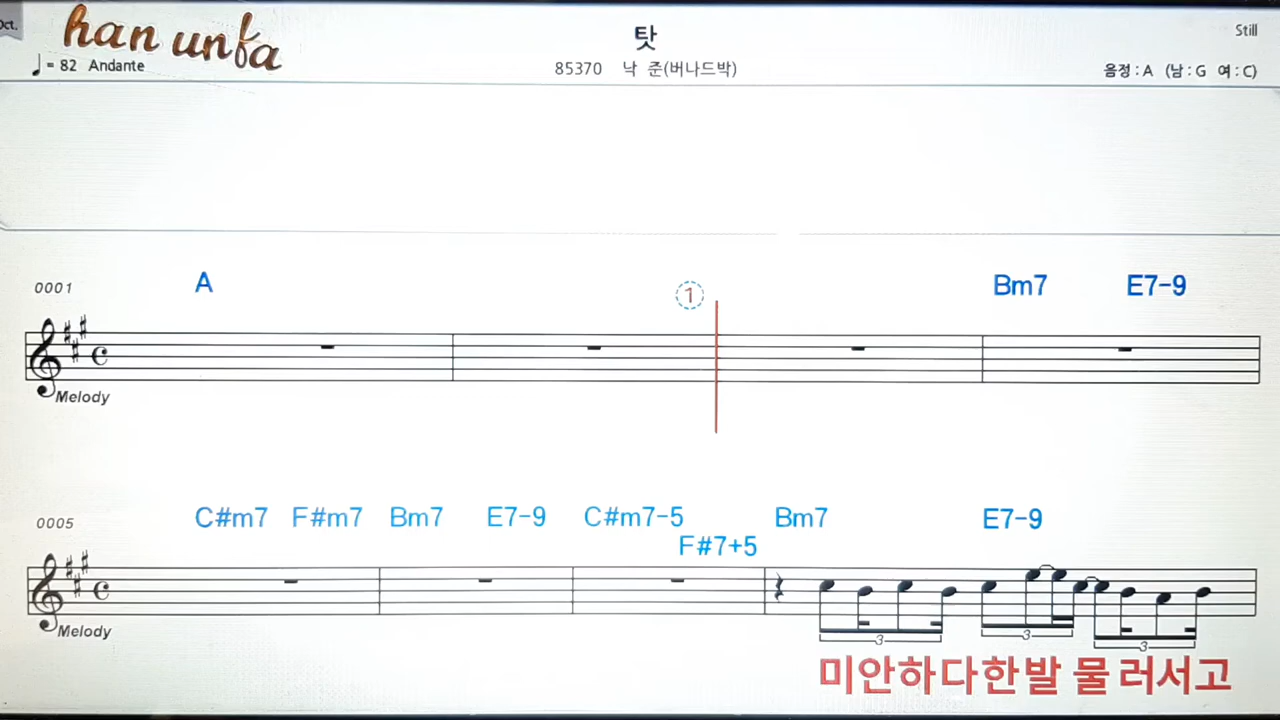 Oct.
han unfa
탓
Still
♩= 82 Andante
85370 낙 준(버나드박)
음정 : A (남 : G 여 : C)
0001
A
1
Bm7 E7-9
Melody
0005
C#m7 F#m7 Bm7 E7-9 C#m7-5 Bm7 E7-9
F#7+5
Melody
3 3 3
미안하다한발 물 러서고